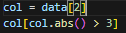 col = data[2]
col[col.abs() > 3]